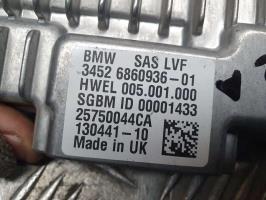 BMW SAS LVF
3452 6860936-01
HWEL 005.001.000
SGBM ID 00001433
25750044CA
130441-10
Made in UK